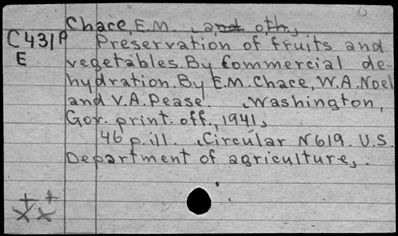 Chace, E.M. , and oth,
C431p Preservation of fruits and
E vegetables. By Commercial de-
hydration. By E.M. Chace, W.A. Noel
and V.A. Pease. , Washington,
Gov. print. off., 1941,
46 p. ill. , Circular N 619. U.S.
Department of agriculture, .